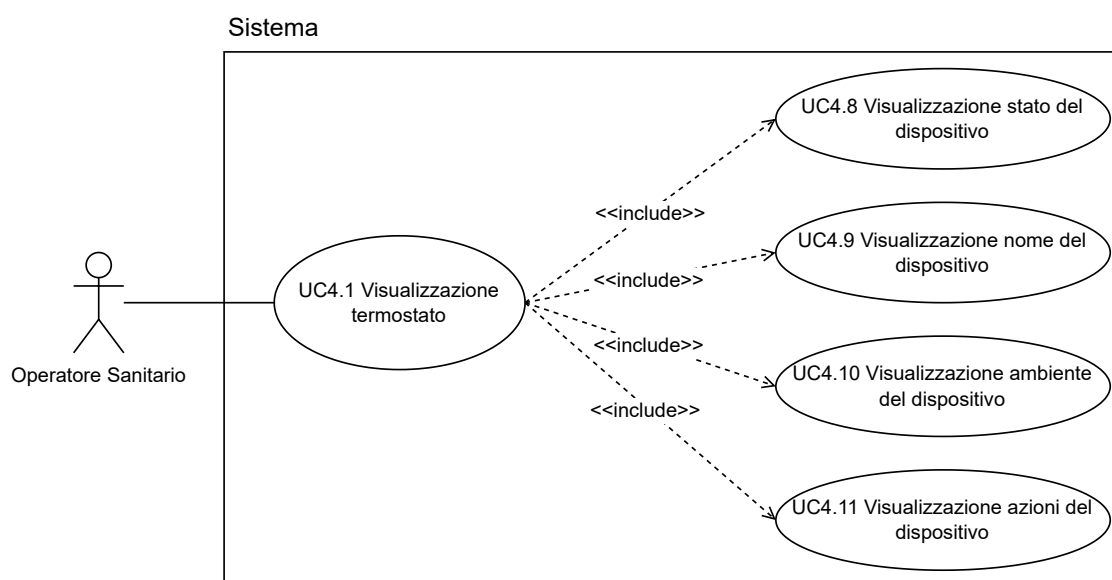 Sistema
UC4.8 Visualizzazione stato del
dispositivo
<<include>>
UC4.9 Visualizzazione nome del
dispositivo
<<include>>
UC4.1 Visualizzazione
termostato
Operatore Sanitario
<<include>>
UC4.10 Visualizzazione ambiente
del dispositivo
<<include>>
UC4.11 Visualizzazione azioni del
dispositivo